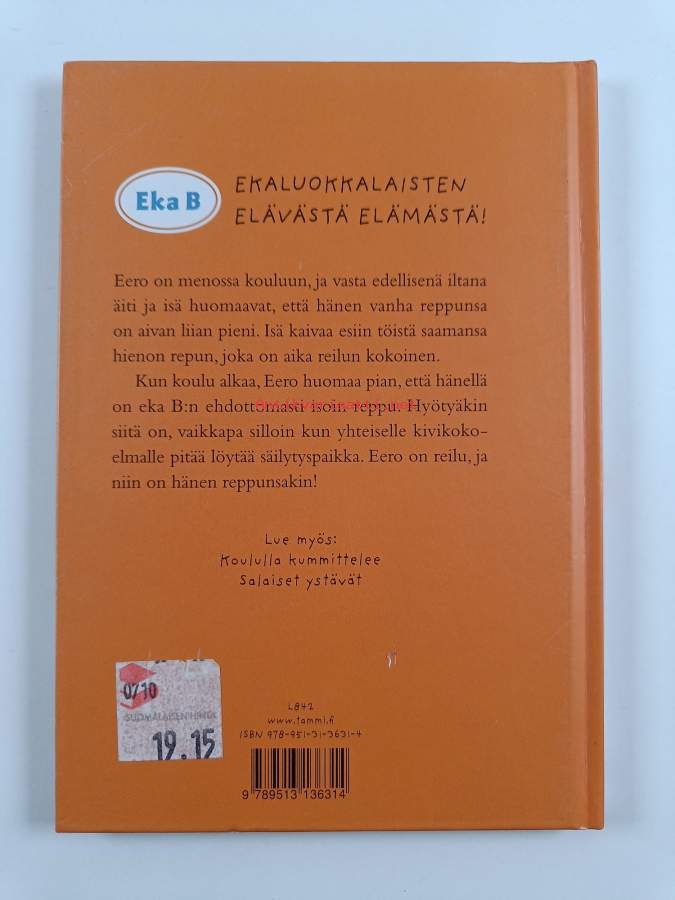 Eka B
EKALUOKKALAISTEN
ELÄVÄSTÄ ELÄMÄSTÄ!
Eero on menossa kouluun, ja vasta edellisenä iltana
äiti ja isä huomaavat, että hänen vanha reppunsa
on aivan liian pieni. Isä kaivaa esiin töistä saamansa
hienon repun, joka on aika reilun kokoinen.
Kun koulu alkaa, Eero huomaa pian, että hänellä
on eka B:n ehdottomasti isoin reppu. Hyötyäkin
siitä on, vaikkapa silloin kun yhteiselle kivikoko-
elmalle pitää löytää säilytyspaikka. Eero on reilu, ja
niin on hänen reppunsakin!
Lue myös:
Koululla kummittelee
Salaiset ystävät
0710
SUOMALAISEN HINTA
19.15
L842
www.tammi.fi
ISBN 978-951-31-3631-4
9 789513 136314